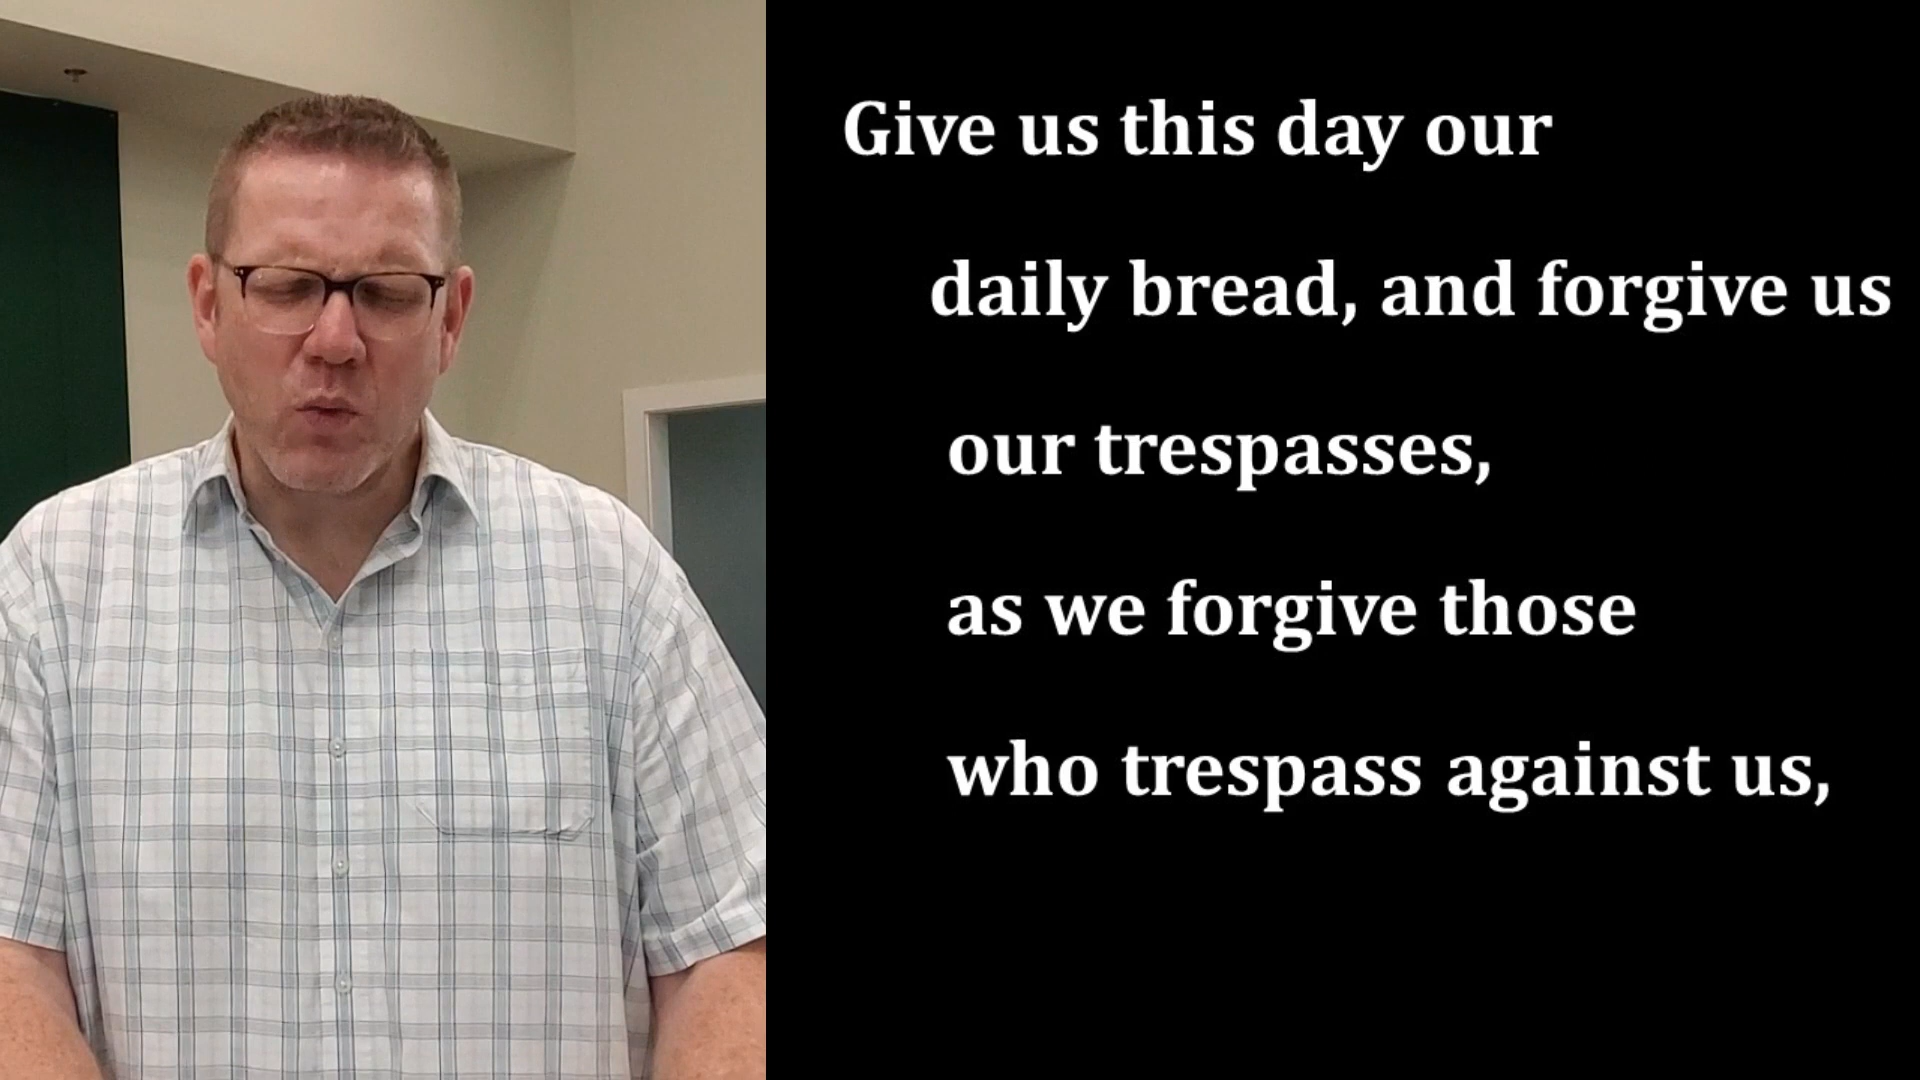 Give us this day our
daily bread, and forgive us
our trespasses,
as we forgive those
who trespass against us,